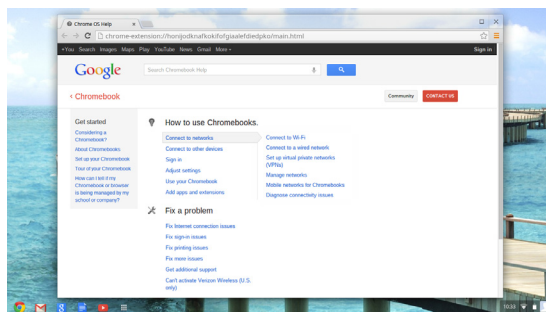 Chrome OS Help
chrome-extension://honijodknafkokifofgiaalefdiedpko/main.html
+You Search Images Maps Play YouTube News Gmail More
Sign in
Google
Search Chromebook Help
Chromebook
Community
CONTACT US
Get started
Considering a
Chromebook?
About Chromebooks
Set up your Chromebook
Tour of your Chromebook
How can I tell if my
Chromebook or browser
is being managed by my
school or company?
How to use Chromebooks.
Connect to networks
Connect to other devices
Sign in
Adjust settings
Use your Chromebook
Add apps and extensions
Connect to Wi-Fi
Connect to a wired network
Set up virtual private networks
(VPNs)
Manage networks
Mobile networks for Chromebooks
Diagnose connectivity issues
Fix a problem
Fix Internet connection issues
Fix sign-in issues
Fix printing issues
Fix more issues
Get additional support
Can't activate Verizon Wireless (U.S.
only)
10:33